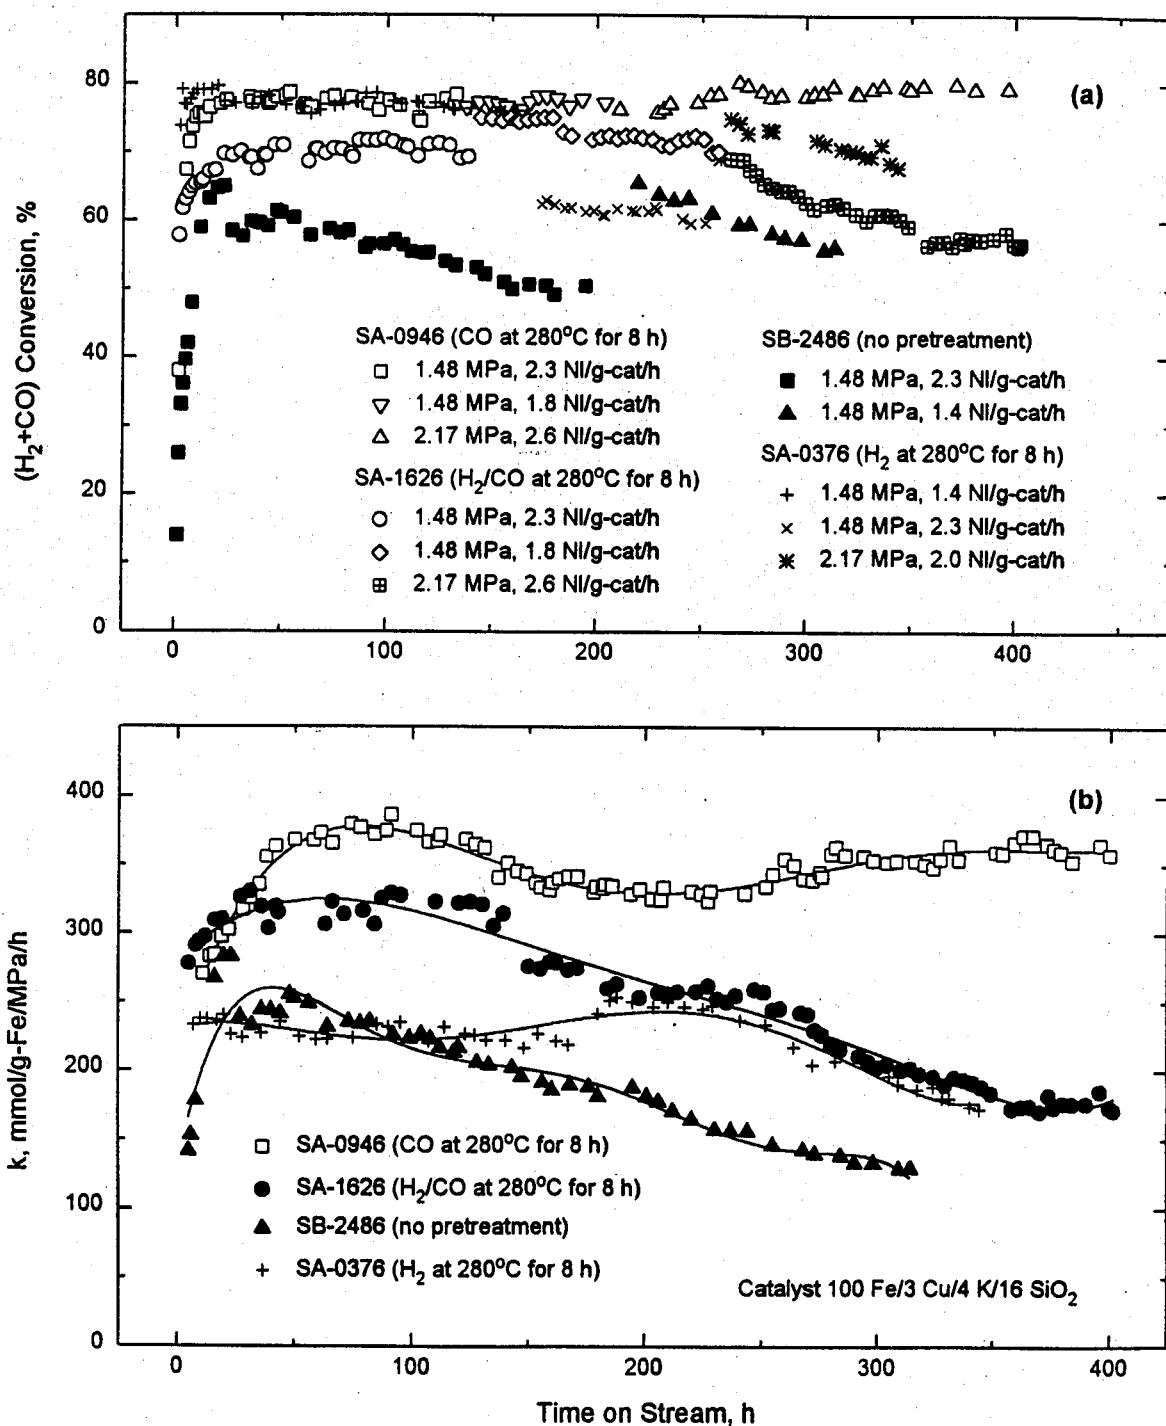 (a)
80
60
40
20
0
(H₂+CO) Conversion, %
SA-0946 (CO at 280°C for 8 h)
1.48 MPa, 2.3 Nl/g-cat/h
1.48 MPa, 1.8 Nl/g-cat/h
2.17 MPa, 2.6 Nl/g-cat/h
SA-1626 (H₂/CO at 280°C for 8 h)
1.48 MPa, 2.3 Nl/g-cat/h
1.48 MPa, 1.8 Nl/g-cat/h
2.17 MPa, 2.6 Nl/g-cat/h
SB-2486 (no pretreatment)
1.48 MPa, 2.3 Nl/g-cat/h
1.48 MPa, 1.4 Nl/g-cat/h
SA-0376 (H₂ at 280°C for 8 h)
1.48 MPa, 1.4 Nl/g-cat/h
1.48 MPa, 2.3 Nl/g-cat/h
2.17 MPa, 2.0 Nl/g-cat/h
0 100 200 300 400
(b)
400
300
200
100
0
k, mmol/g-Fe/MPa/h
SA-0946 (CO at 280°C for 8 h)
SA-1626 (H₂/CO at 280°C for 8 h)
SB-2486 (no pretreatment)
SA-0376 (H₂ at 280°C for 8 h)
Catalyst 100 Fe/3 Cu/4 K/16 SiO₂
0 100 200 300 400
Time on Stream, h